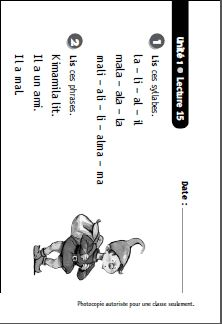 Unité 1 • Lecture 15
Date :
1 Lis ces syllabes.
la – li – al – il
mala – ala – la
mali – ali – li – alma – ma
2 Lis ces phrases.
Kimamila lit.
Il a un ami.
Il a mal.
Photocopie autorisée pour une classe seulement.